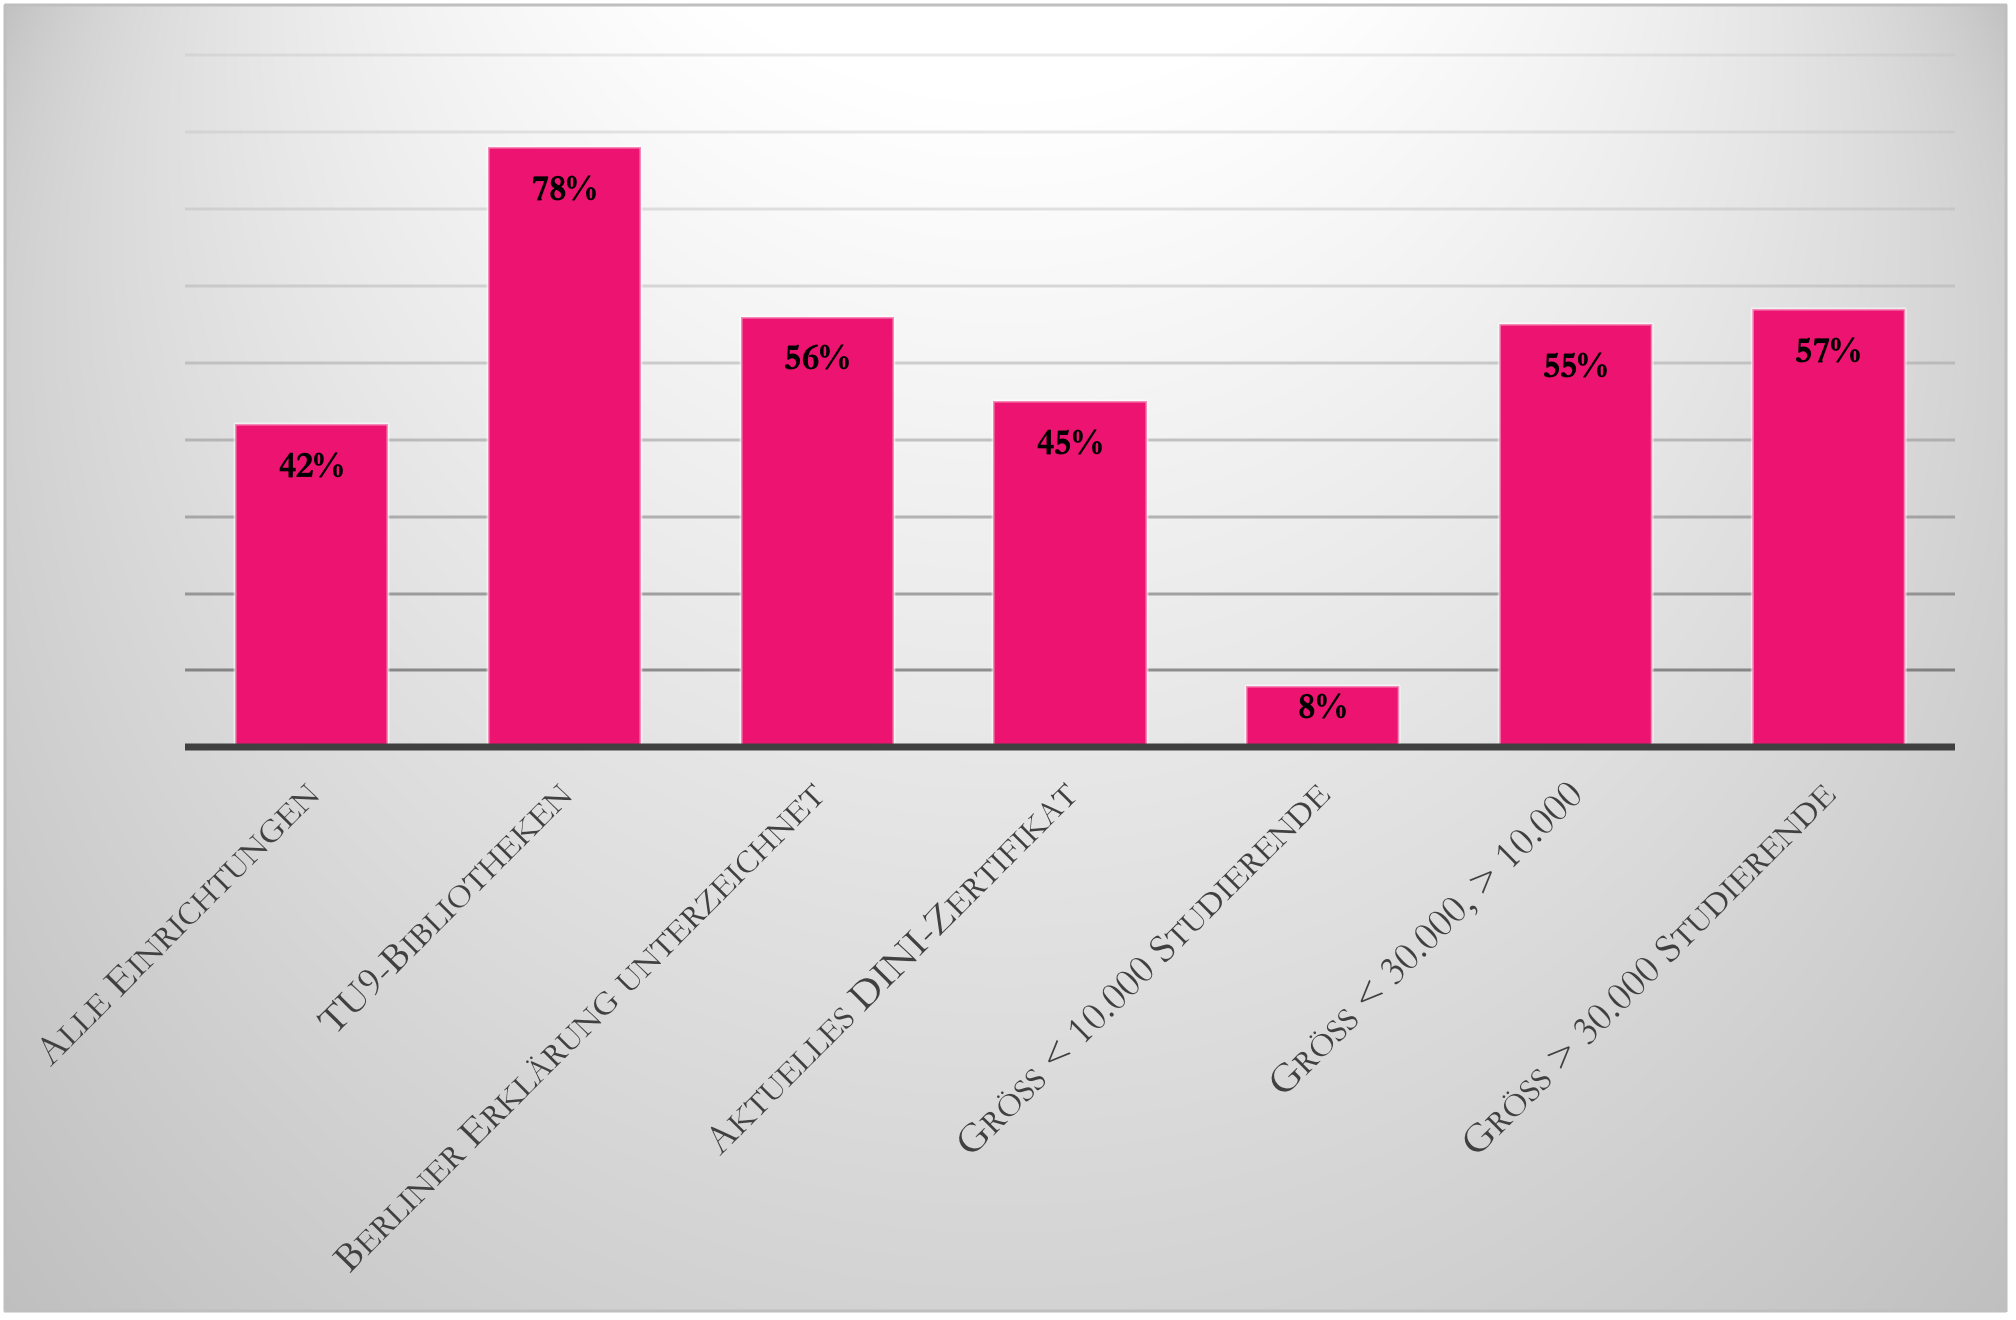 42%
78%
56%
45%
8%
55%
57%
Alle Einrichtungen
TU9-Bibliotheken
Berliner Erklärung unterzeichnet
Aktuelles DINI-Zertifikat
Gröss < 10.000 Studierende
Gröss < 30.000, > 10.000
Gröss > 30.000 Studierende